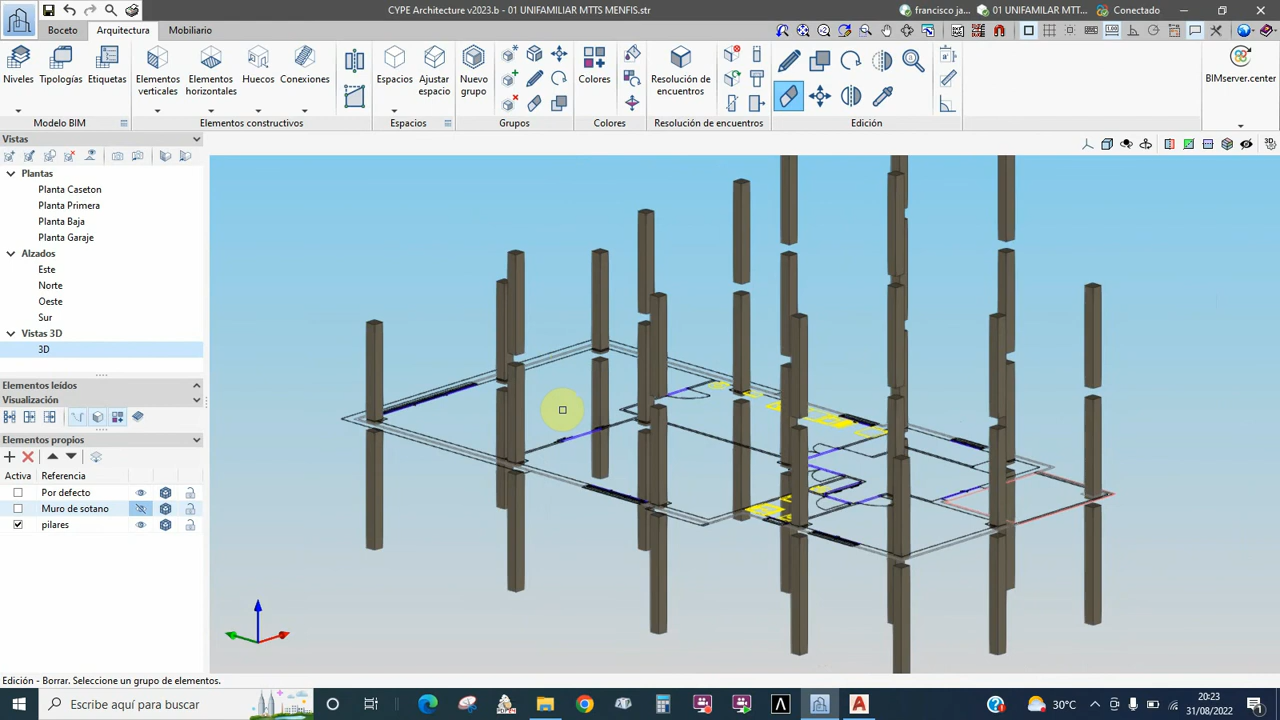 CYPE Architecture v2023.b - 01 UNIFAMILIAR MTTS MENFIS.str
francisco ja...
01 UNIFAMILAR MTT...
Conectado
Boceto
Arquitectura
Mobiliario
Niveles
Tipologías
Etiquetas
Elementos verticales
Elementos horizontales
Huecos
Conexiones
Espacios
Ajustar espacio
Nuevo grupo
Colores
Resolución de encuentros
BIMserver.center
Modelo BIM
Elementos constructivos
Espacios
Grupos
Colores
Resolución de encuentros
Edición
Vistas
Plantas
Planta Caseton
Planta Primera
Planta Baja
Planta Garaje
Alzados
Este
Norte
Oeste
Sur
Vistas 3D
3D
Elementos leídos
Visualización
Elementos propios
Activa Referencia
Por defecto
Muro de sotano
pilares
Edición - Borrar. Seleccione un grupo de elementos.
Escribe aquí para buscar
30°C
20:23
31/08/2022